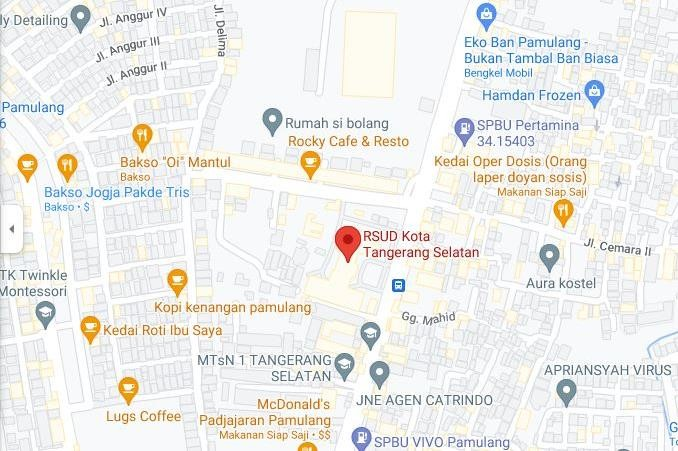 ly Detailing
Jl. Anggur IV
Jl. Anggur III
Jl. Anggur II
Jl. Delima
Eko Ban Pamulang -
Bukan Tambal Ban Biasa
Bengkel Mobil
Hamdan Frozen
Pamulang
6
Rumah si bolang
Rocky Cafe & Resto
SPBU Pertamina
34.15403
Bakso "Oi" Mantul
Bakso
Kedai Oper Dosis (Orang
laper doyan sosis)
Makanan Siap Saji
Bakso Jogja Pakde Tris
Bakso • $
RSUD Kota
Tangerang Selatan
Jl. Cemara II
TK Twinkle
Montessori
Aura kostel
Kopi kenangan pamulang
Gg. Mahid
Kedai Roti Ibu Saya
MTsN 1 TANGERANG
SELATAN
APRIANSYAH VIRUS
JNE AGEN CATRINDO
Lugs Coffee
McDonald's
Padjajaran Pamulang
Makanan Siap Saji • $$
SPBU VIVO Pamulang